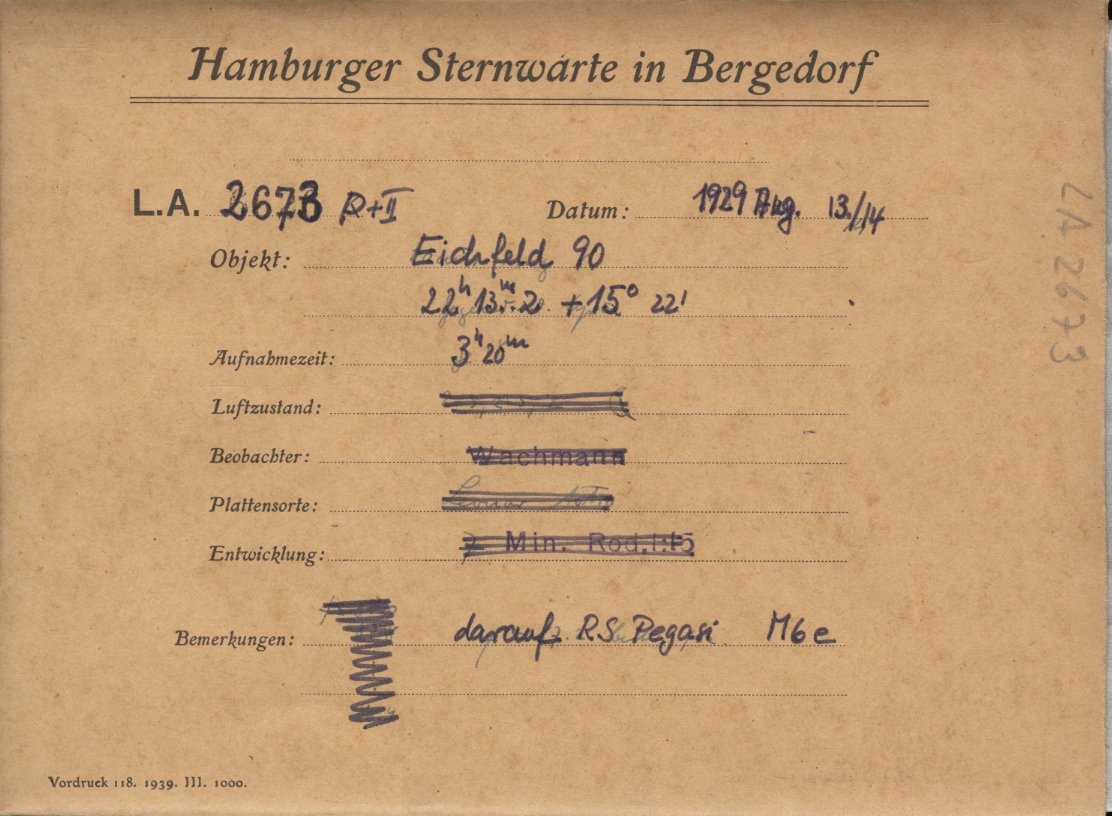 Hamburger Sternwarte in Bergedorf
L.A. 2673 R+II Datum: 1929 Aug. 13./14
Objekt: Eichfeld 90
22h 13m.2 +15° 22'
Aufnahmezeit: 3h 20m
Luftzustand:
Beobachter: Wachmann
Plattensorte:
Entwicklung: Min. Rod. 1:15
Bemerkungen: darauf RS Pegasi M6e
Vordruck 118. 1939. III. 1000.
LA 2673